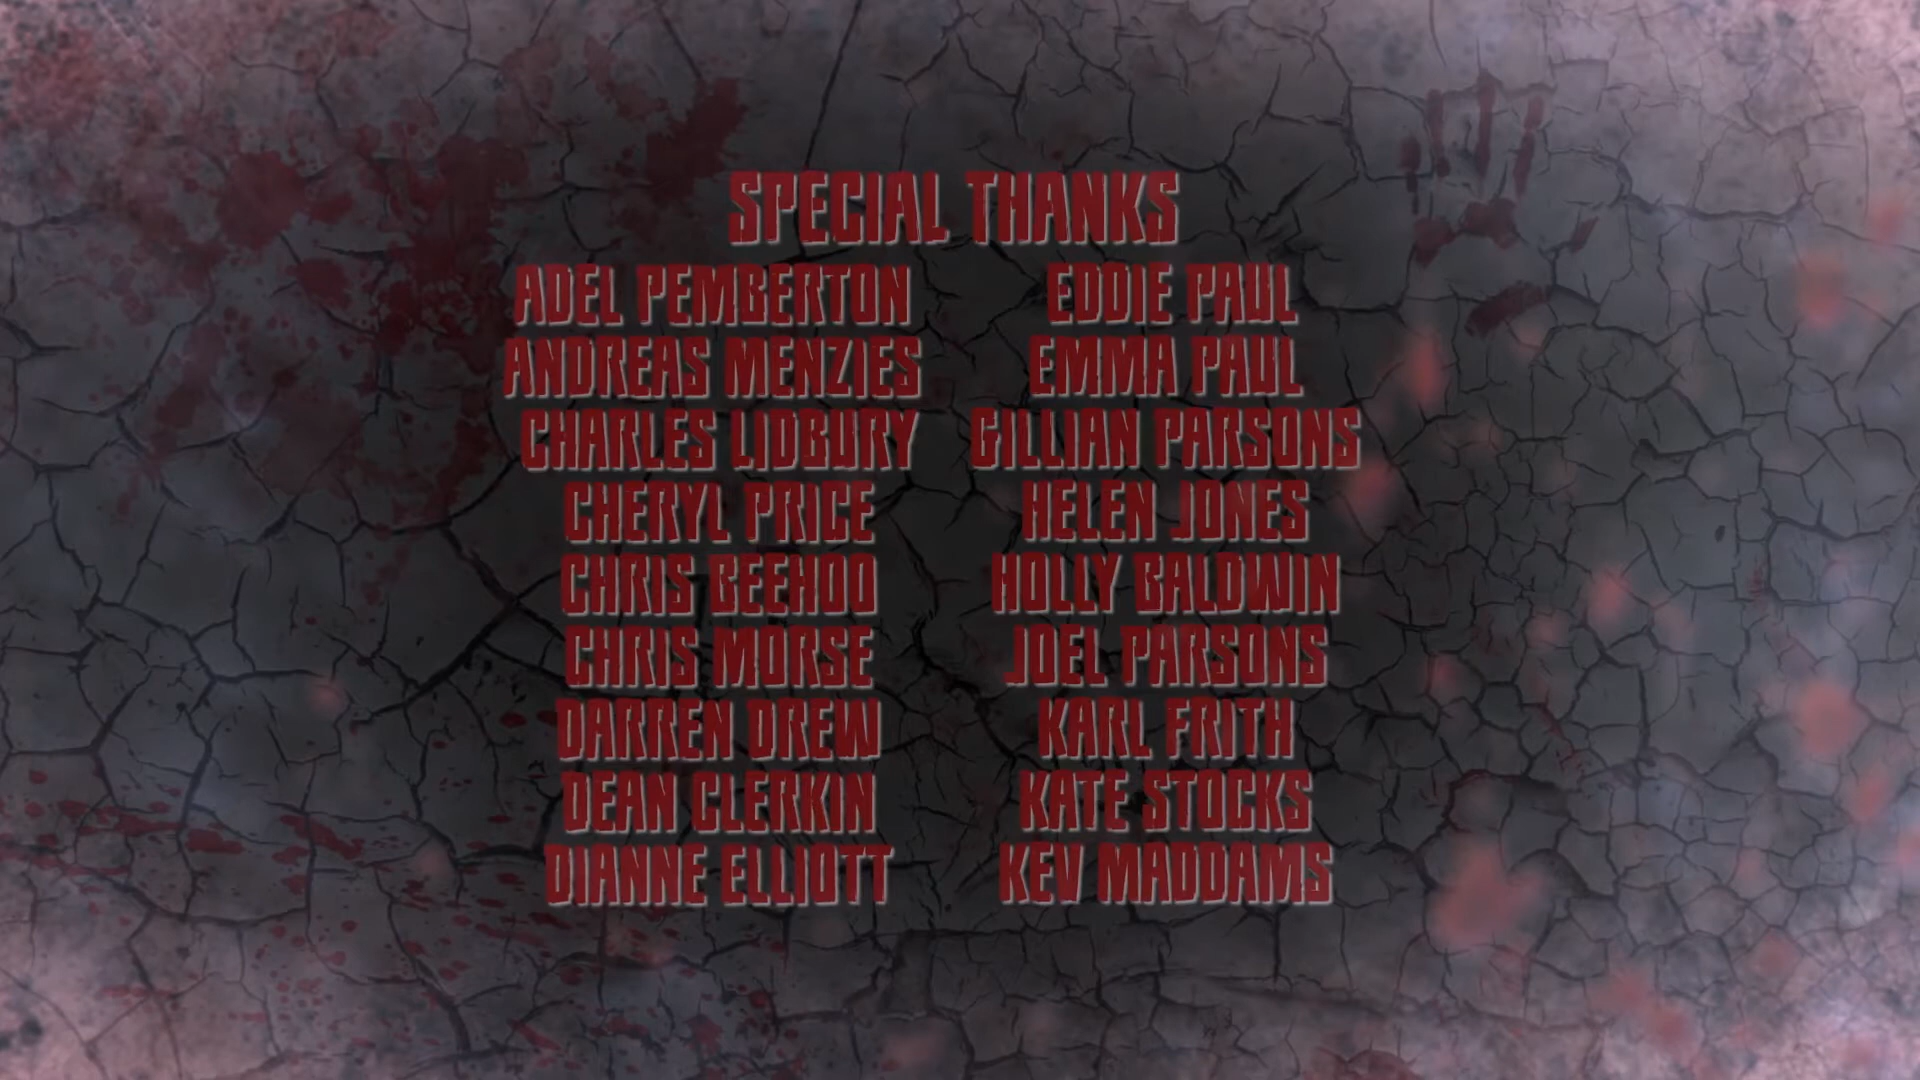 SPECIAL THANKS
ADEL PEMBERTON
ANDREAS MENZIES
CHARLES LIDBURY
CHERYL PRICE
CHRIS BEEHOO
CHRIS MORSE
DARREN DREW
DEAN CLERKIN
DIANNE ELLIOTT
EDDIE PAUL
EMMA PAUL
GILLIAN PARSONS
HELEN JONES
HOLLY BALDWIN
JOEL PARSONS
KARL FRITH
KATE STOCKS
KEV MADDAMS